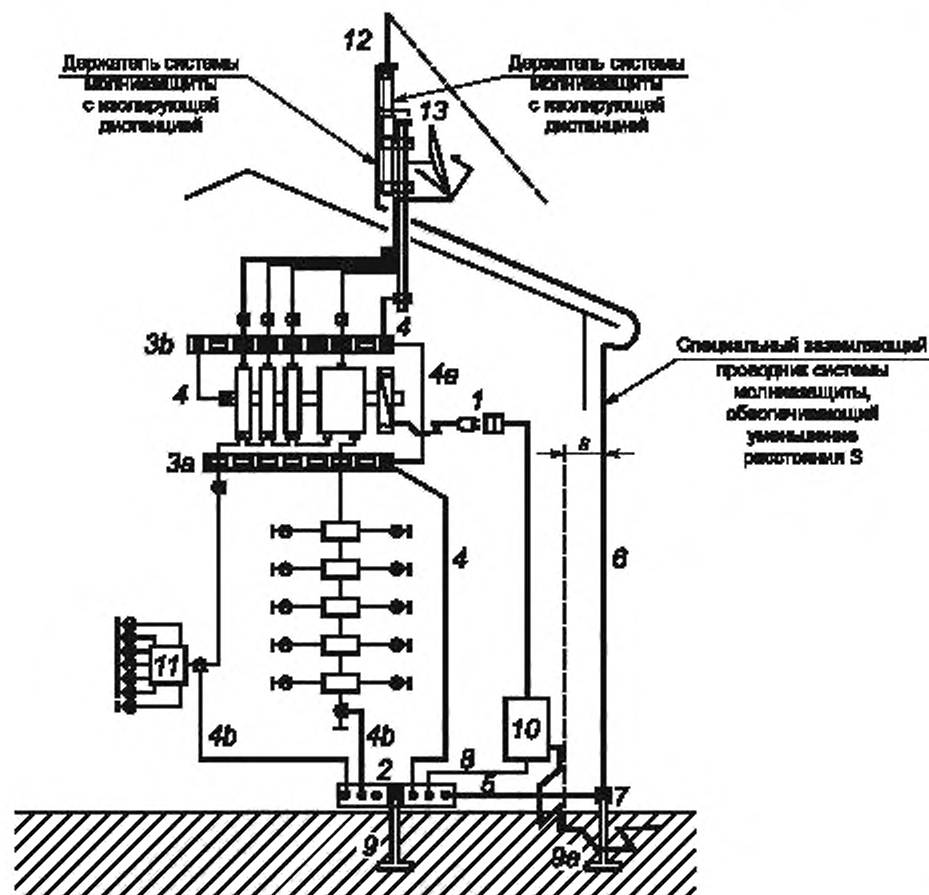 12
Держатель системы
молниезащиты
с изолирующей
дистанцией
Держатель системы
молниезащиты
с изолирующей
дистанцией
13
3b
4
4e
4
1
3a
Специальный заземляющий
проводник системы
молниезащиты,
обеспечивающий
уменьшение
расстояния S
s
4
6
11
10
4b
4b
2
8
5
7
9
9a